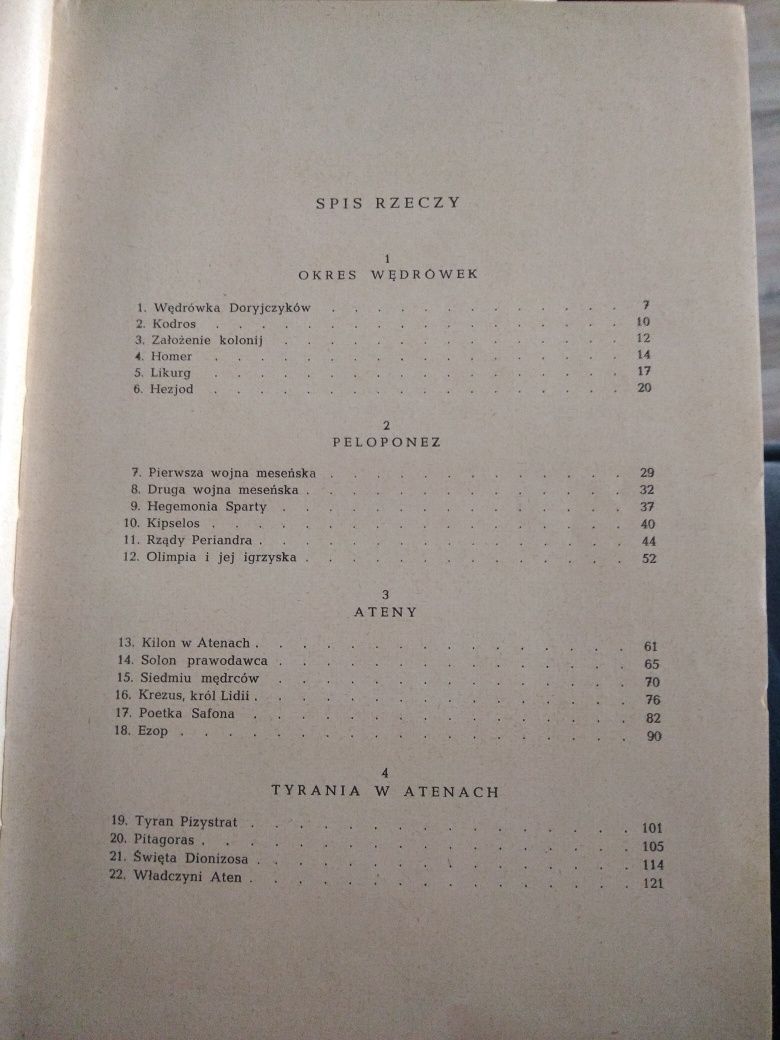 SPIS RZECZY
1
OKRES WĘDRÓWEK
1. Wędrówka Doryjczyków . . . . . . . . . . . . . 7
2. Kodros . . . . . . . . . . . . . . . . . . 10
3. Założenie kolonij . . . . . . . . . . . . . . . 12
4. Homer . . . . . . . . . . . . . . . . . . 14
5. Likurg . . . . . . . . . . . . . . . . . . 17
6. Hezjod . . . . . . . . . . . . . . . . . . 20
2
PELOPONEZ
7. Pierwsza wojna meseńska . . . . . . . . . . . . . 29
8. Druga wojna meseńska . . . . . . . . . . . . . . 32
9. Hegemonia Sparty . . . . . . . . . . . . . . . 37
10. Kipselos . . . . . . . . . . . . . . . . . . 40
11. Rządy Periandra . . . . . . . . . . . . . . . . 44
12. Olimpia i jej igrzyska . . . . . . . . . . . . . . 52
3
ATENY
13. Kilon w Atenach . . . . . . . . . . . . . . . . 61
14. Solon prawodawca . . . . . . . . . . . . . . . 65
15. Siedmiu mędrców . . . . . . . . . . . . . . . 70
16. Krezus, król Lidii . . . . . . . . . . . . . . . . 76
17. Poetka Safona . . . . . . . . . . . . . . . . 82
18. Ezop . . . . . . . . . . . . . . . . . . . 90
4
TYRANIA W ATENACH
19. Tyran Pizystrat . . . . . . . . . . . . . . . . 101
20. Pitagoras . . . . . . . . . . . . . . . . . . 105
21. Święta Dionizosa . . . . . . . . . . . . . . . . 114
22. Władczyni Aten . . . . . . . . . . . . . . . . 121